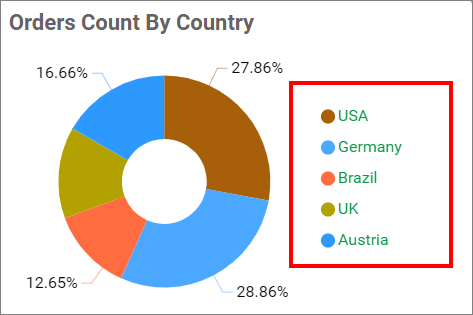 Orders Count By Country
16.66%
27.86%
USA
Germany
Brazil
UK
Austria
12.65%
28.86%